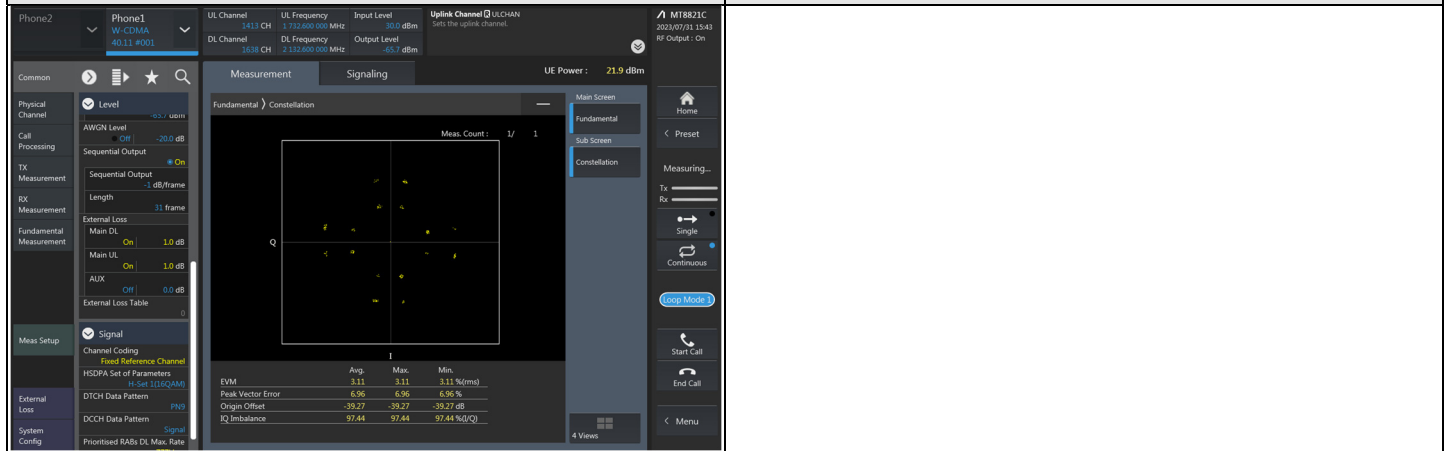 Phone2
Phone1
W-CDMA
40.11 #001
UL Channel
1413 CH
UL Frequency
1 732.600 000 MHz
Input Level
30.0 dBm
DL Channel
1638 CH
DL Frequency
2 132.600 000 MHz
Output Level
-65.7 dBm
Uplink Channel ULCHAN
Sets the uplink channel.
MT8821C
2023/07/31 15:43
RF Output : On
Common
Measurement
Signaling
UE Power : 21.9 dBm
Physical
Channel
Call
Processing
TX
Measurement
RX
Measurement
Fundamental
Measurement
Meas Setup
External
Loss
System
Config
Level
-65.7 dBm
AWGN Level
Off -20.0 dB
Sequential Output
On
Sequential Output
-1 dB/frame
Length
31 frame
External Loss
Main DL
On 1.0 dB
Main UL
On 1.0 dB
AUX
Off 0.0 dB
External Loss Table
0
Signal
Channel Coding
Fixed Reference Channel
HSDPA Set of Parameters
H-Set 1(16QAM)
DTCH Data Pattern
PN9
DCCH Data Pattern
Signal
Prioritised RABs DL Max. Rate
Fundamental 〉 Constellation
Meas. Count : 1/ 1
Q
I
Avg. Max. Min.
EVM 3.11 3.11 3.11 %(rms)
Peak Vector Error 6.96 6.96 6.96 %
Origin Offset -39.27 -39.27 -39.27 dB
IQ Imbalance 97.44 97.44 97.44 %(I/Q)
Main Screen
Fundamental
Sub Screen
Constellation
4 Views
Home
Preset
Measuring...
Tx
Rx
Single
Continuous
Loop Mode 1
Start Call
End Call
Menu